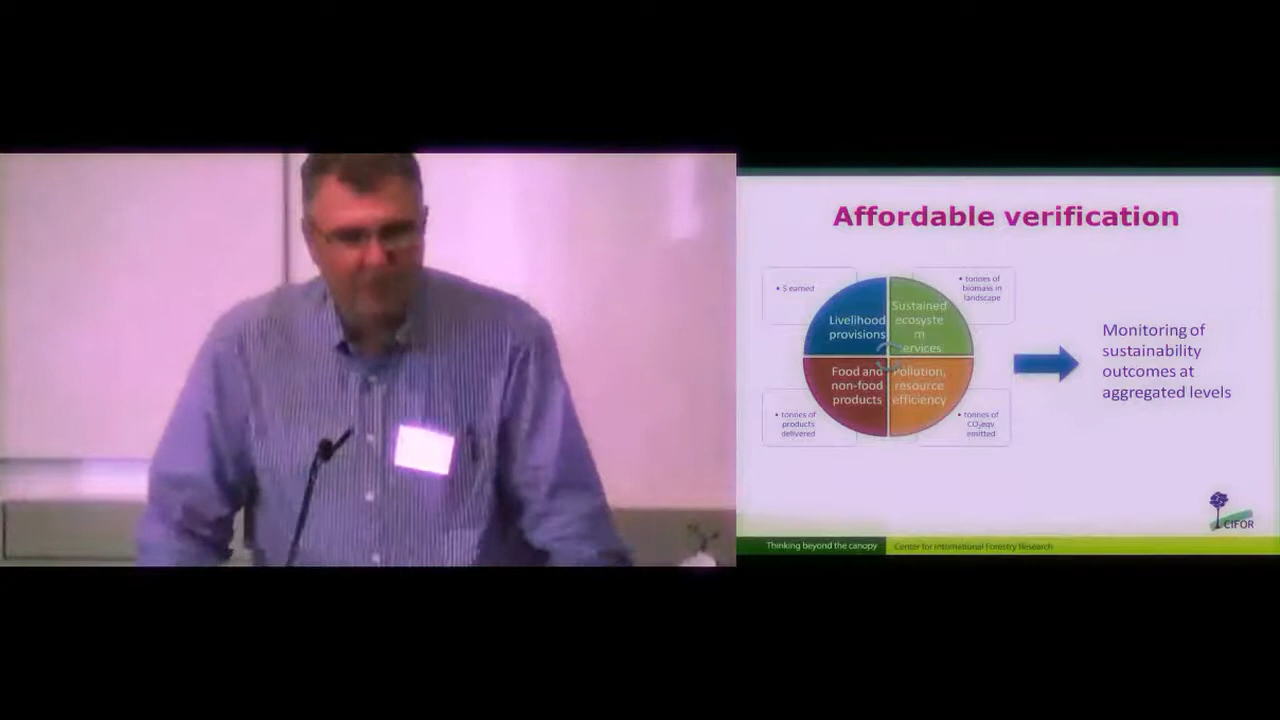 Affordable verification
• $ earned
• tonnes of
biomass in
landscape
Livelihood
provisions
Sustained
ecosyste
m
services
Food and
non-food
products
Pollution,
resource
efficiency
• tonnes of
products
delivered
• tonnes of
CO₂eqv
emitted
Monitoring of
sustainability
outcomes at
aggregated levels
CIFOR
Thinking beyond the canopy
Center for International Forestry Research